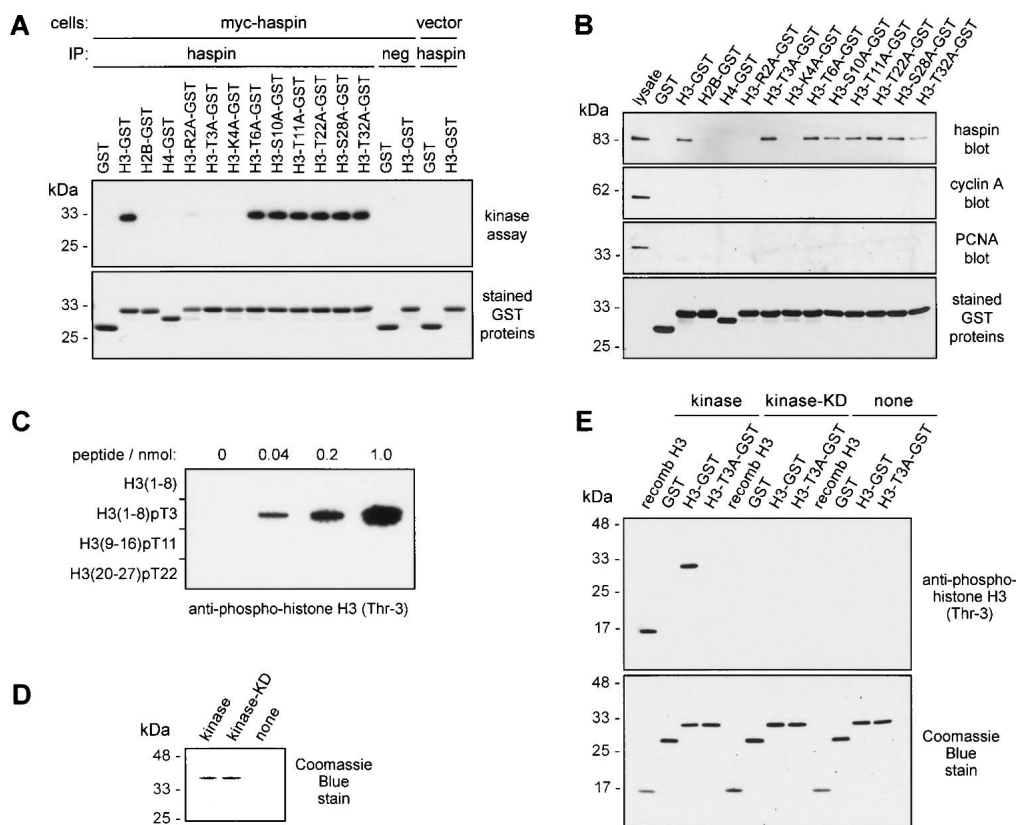 A
cells:
myc-haspin
vector
IP:
haspin
neg
haspin
GST
H3-GST
H2B-GST
H4-GST
H3-R2A-GST
H3-T3A-GST
H3-K4A-GST
H3-T6A-GST
H3-S10A-GST
H3-T11A-GST
H3-T22A-GST
H3-S28A-GST
H3-T32A-GST
GST
H3-GST
GST
H3-GST
kDa
33 -
25 -
kinase
assay
33 -
25 -
stained
GST
proteins
B
lysate
GST
H3-GST
H2B-GST
H4-GST
H3-R2A-GST
H3-T3A-GST
H3-K4A-GST
H3-T6A-GST
H3-S10A-GST
H3-T11A-GST
H3-T22A-GST
H3-S28A-GST
H3-T32A-GST
kDa
83 -
haspin
blot
62 -
cyclin A
blot
33 -
PCNA
blot
33 -
25 -
stained
GST
proteins
C
peptide / nmol: 0 0.04 0.2 1.0
H3(1-8)
H3(1-8)pT3
H3(9-16)pT11
H3(20-27)pT22
anti-phospho-histone H3 (Thr-3)
D
kinase
kinase-KD
none
kDa
48 -
33 -
25 -
Coomassie
Blue
stain
E
kinase
kinase-KD
none
recomb H3
GST
H3-GST
H3-T3A-GST
recomb H3
GST
H3-GST
H3-T3A-GST
recomb H3
GST
H3-GST
H3-T3A-GST
kDa
48 -
33 -
25 -
17 -
anti-phospho-
histone H3
(Thr-3)
48 -
33 -
25 -
17 -
Coomassie
Blue
stain